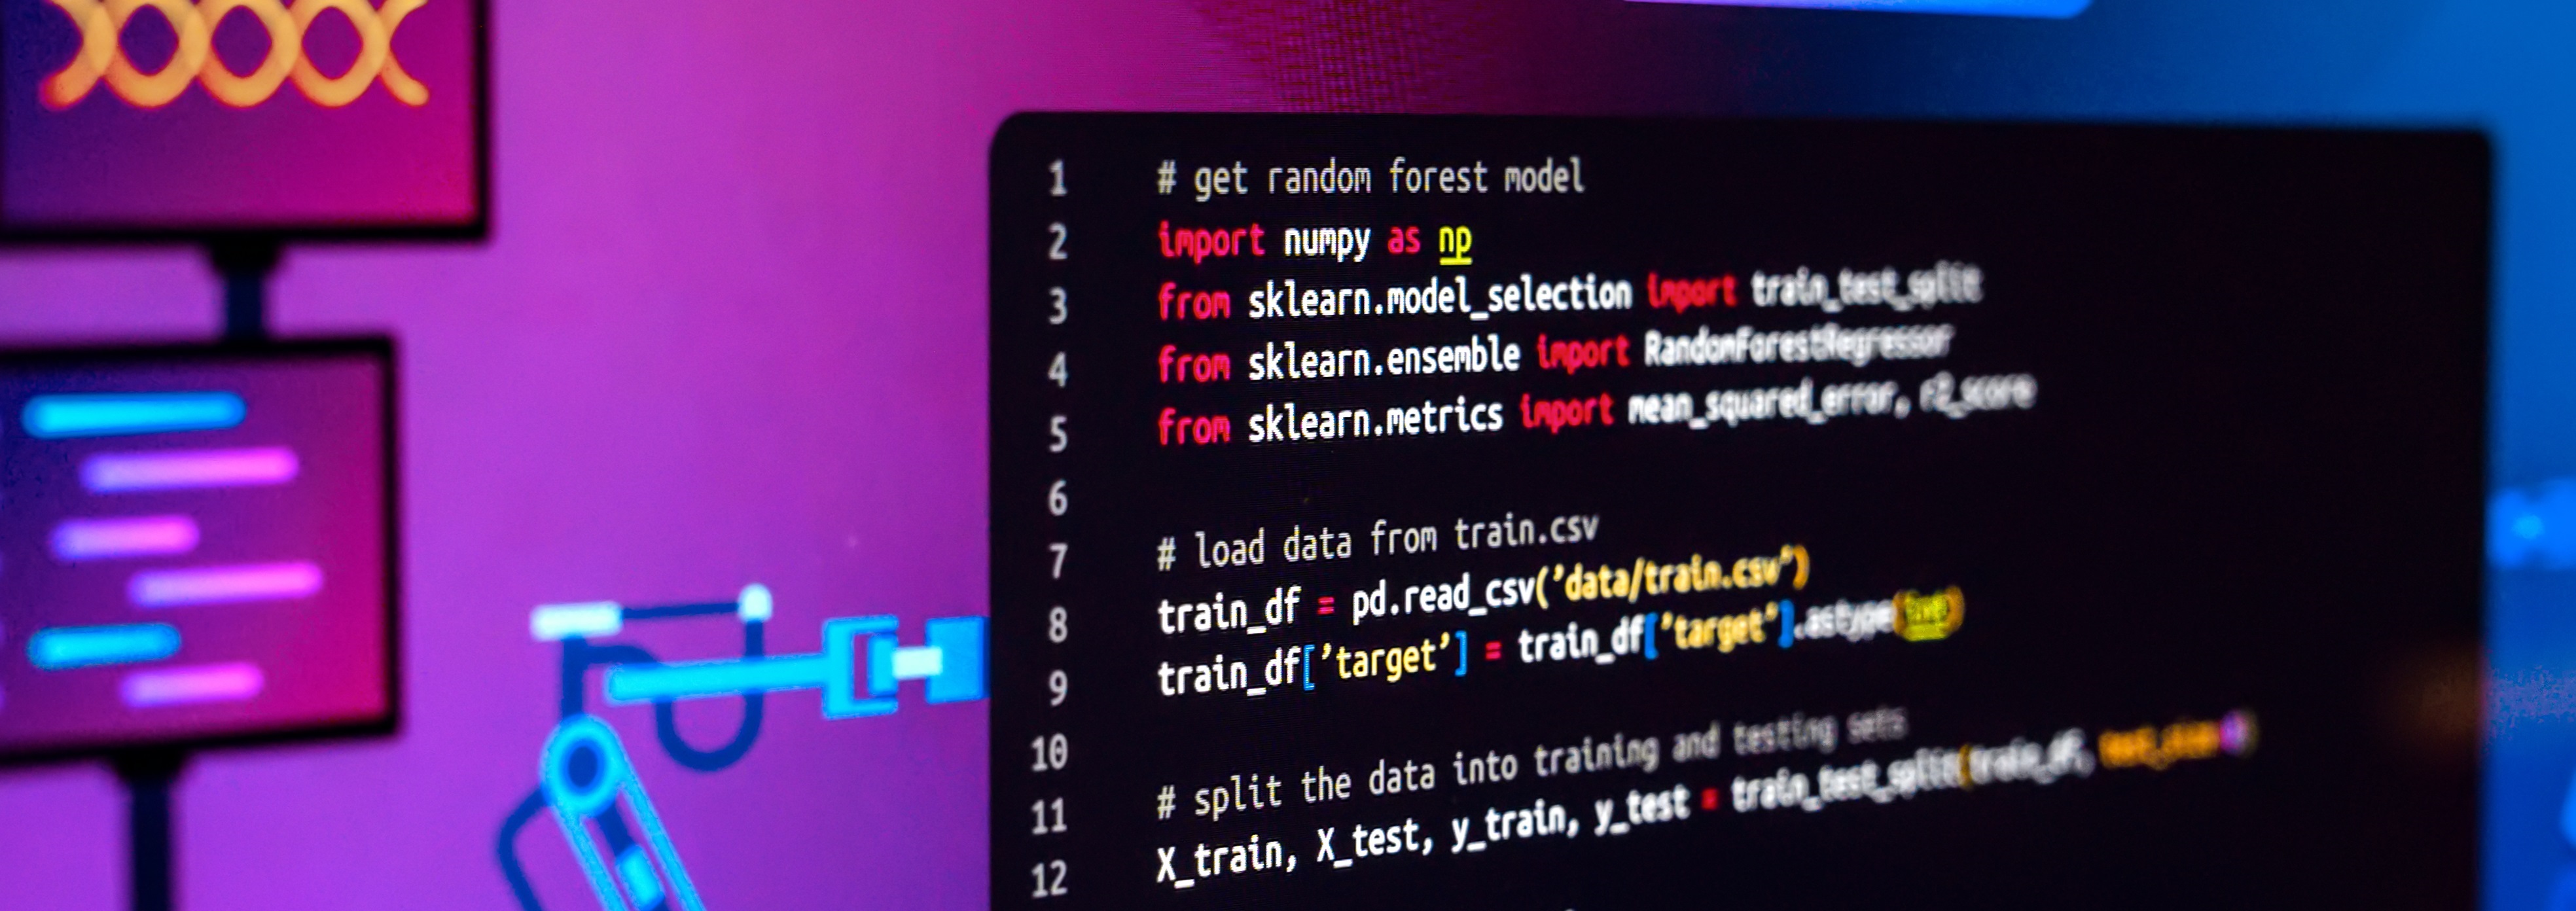 1 # get random forest model
2 import numpy as np
3 from sklearn.model_selection import train_test_split
4 from sklearn.ensemble import RandomForestRegressor
5 from sklearn.metrics import mean_squared_error, r2_score
6
7 # load data from train.csv
8 train_df = pd.read_csv('data/train.csv')
9 train_df['target'] = train_df['target'].astype(
10
11 # split the data into training and testing sets
12 X_train, X_test, y_train, y_test = train_test_split(train_df, test_size=